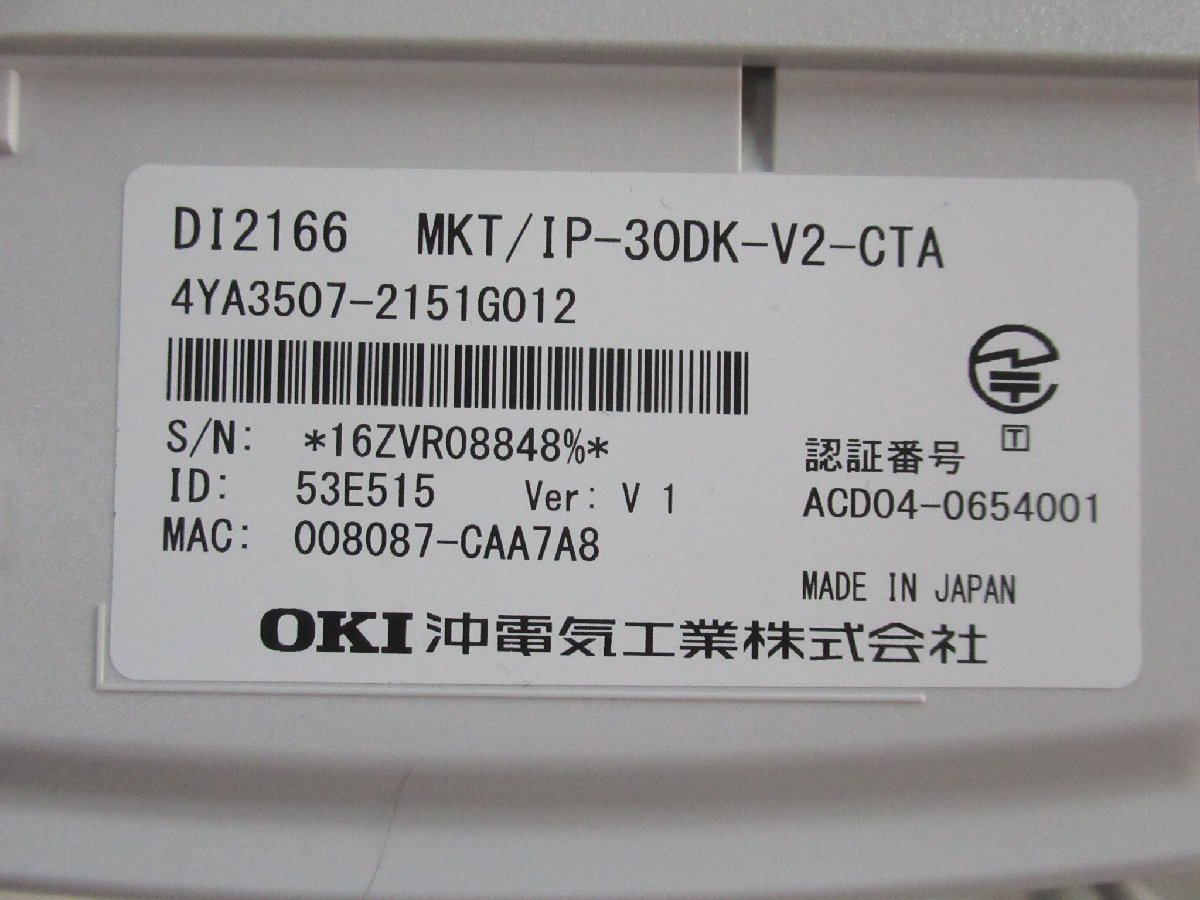 DI2166 MKT/IP-30DK-V2-CTA
4YA3507-2151G012
S/N: *16ZVR08848%*
ID: 53E515 Ver: V 1
MAC: 008087-CAA7A8
T
認証番号
ACD04-0654001
MADE IN JAPAN
OKI 沖電気工業株式会社